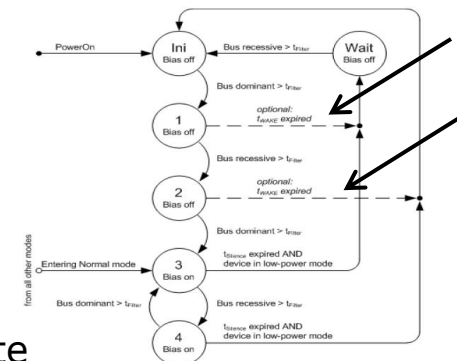 PowerOn
Ini
Bias off
Bus recessive > tFilter
Wait
Bias off
Bus dominant > tFilter
1
Bias off
optional:
tWAKE expired
Bus recessive > tFilter
2
Bias off
optional:
tWAKE expired
Bus dominant > tFilter
from all other modes
Entering Normal mode
3
Bias on
tSilence expired AND
device in low-power mode
Bus dominant > tFilter
Bus recessive > tFilter
4
Bias on
tSilence expired AND
device in low-power mode
te